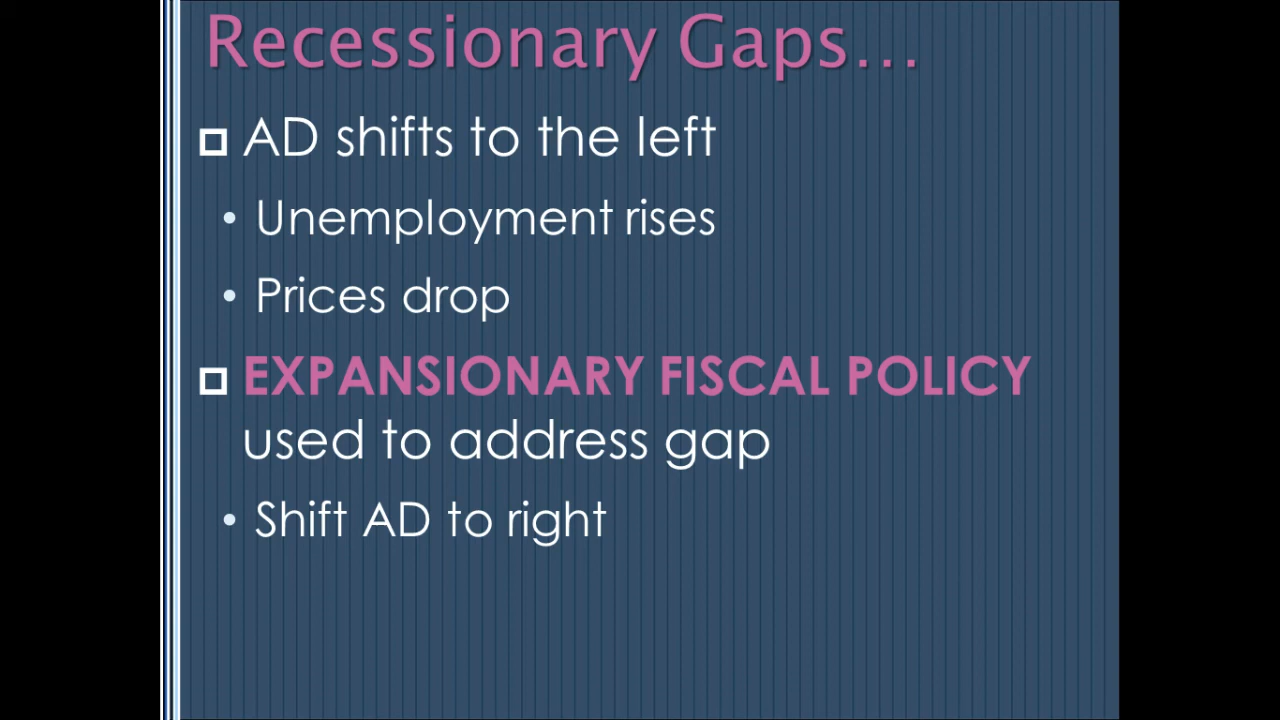 Recessionary Gaps…
AD shifts to the left
• Unemployment rises
• Prices drop
EXPANSIONARY FISCAL POLICY
used to address gap
• Shift AD to right